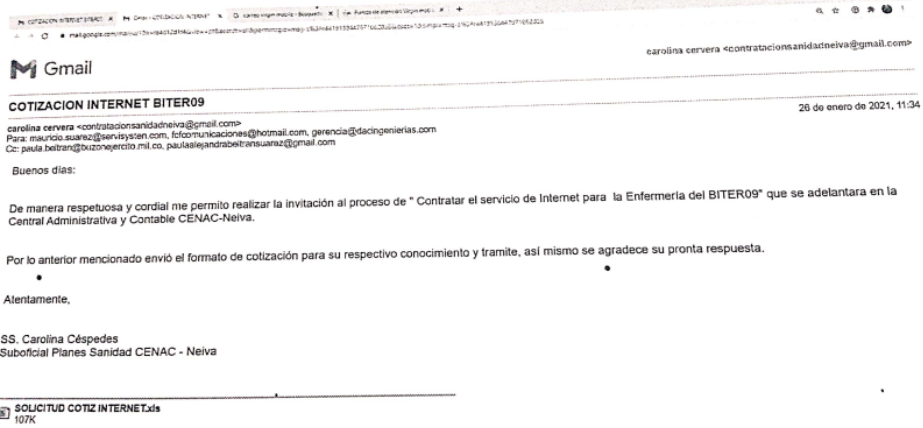 Gmail
carolina cervera <contratacionsanidadneiva@gmail.com>
COTIZACION INTERNET BITER09
26 de enero de 2021, 11:34
carolina cervera <contratacionsanidadneiva@gmail.com>
Para: mauricio.suarez@servisysten.com, fcfcomunicaciones@hotmail.com, gerencia@dacingenierias.com
Cc: paula.beltran@buzonejercito.mil.co, paulaalejandrabeltransuarez@gmail.com
Buenos dias:
De manera respetuosa y cordial me permito realizar la invitación al proceso de " Contratar el servicio de Internet para la Enfermería del BITER09" que se adelantara en la
Central Administrativa y Contable CENAC-Neiva.
Por lo anterior mencionado envió el formato de cotización para su respectivo conocimiento y tramite, así mismo se agradece su pronta respuesta.
Atentamente,
SS. Carolina Céspedes
Suboficial Planes Sanidad CENAC - Neiva
SOLICITUD COTIZ INTERNET.xls
107K